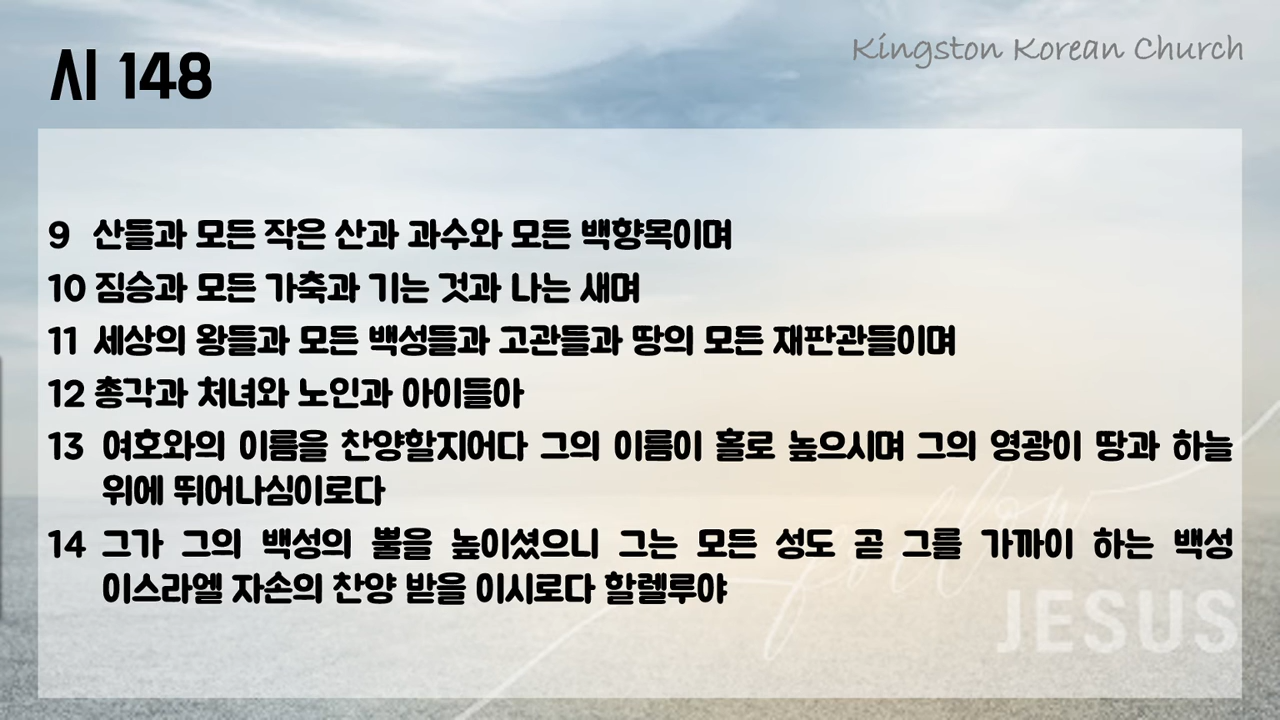 시 148
Kingston Korean Church
9 산들과 모든 작은 산과 과수와 모든 백향목이며
10 짐승과 모든 가축과 기는 것과 나는 새며
11 세상의 왕들과 모든 백성들과 고관들과 땅의 모든 재판관들이며
12 총각과 처녀와 노인과 아이들아
13 여호와의 이름을 찬양할지어다 그의 이름이 홀로 높으시며 그의 영광이 땅과 하늘
위에 뛰어나심이로다
14 그가 그의 백성의 뿔을 높이셨으니 그는 모든 성도 곧 그를 가까이 하는 백성
이스라엘 자손의 찬양 받을 이시로다 할렐루야
follow
JESUS